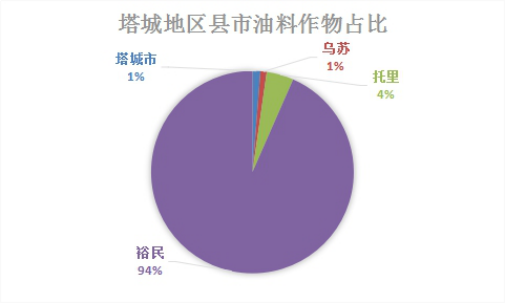 塔城地区县市油料作物占比
塔城市
1%
乌苏
1%
托里
4%
裕民
94%